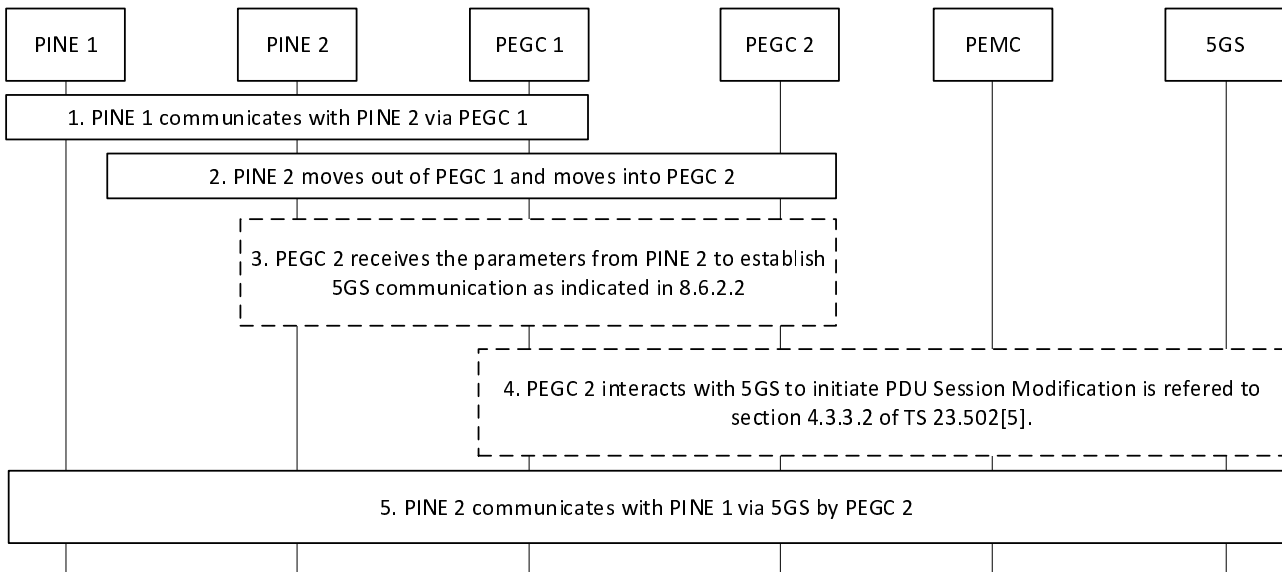 PINE 1
PINE 2
PEGC 1
PEGC 2
PEMC
5GS
1. PINE 1 communicates with PINE 2 via PEGC 1
2. PINE 2 moves out of PEGC 1 and moves into PEGC 2
3. PEGC 2 receives the parameters from PINE 2 to establish
5GS communication as indicated in 8.6.2.2
4. PEGC 2 interacts with 5GS to initiate PDU Session Modification is refered to
section 4.3.3.2 of TS 23.502[5].
5. PINE 2 communicates with PINE 1 via 5GS by PEGC 2